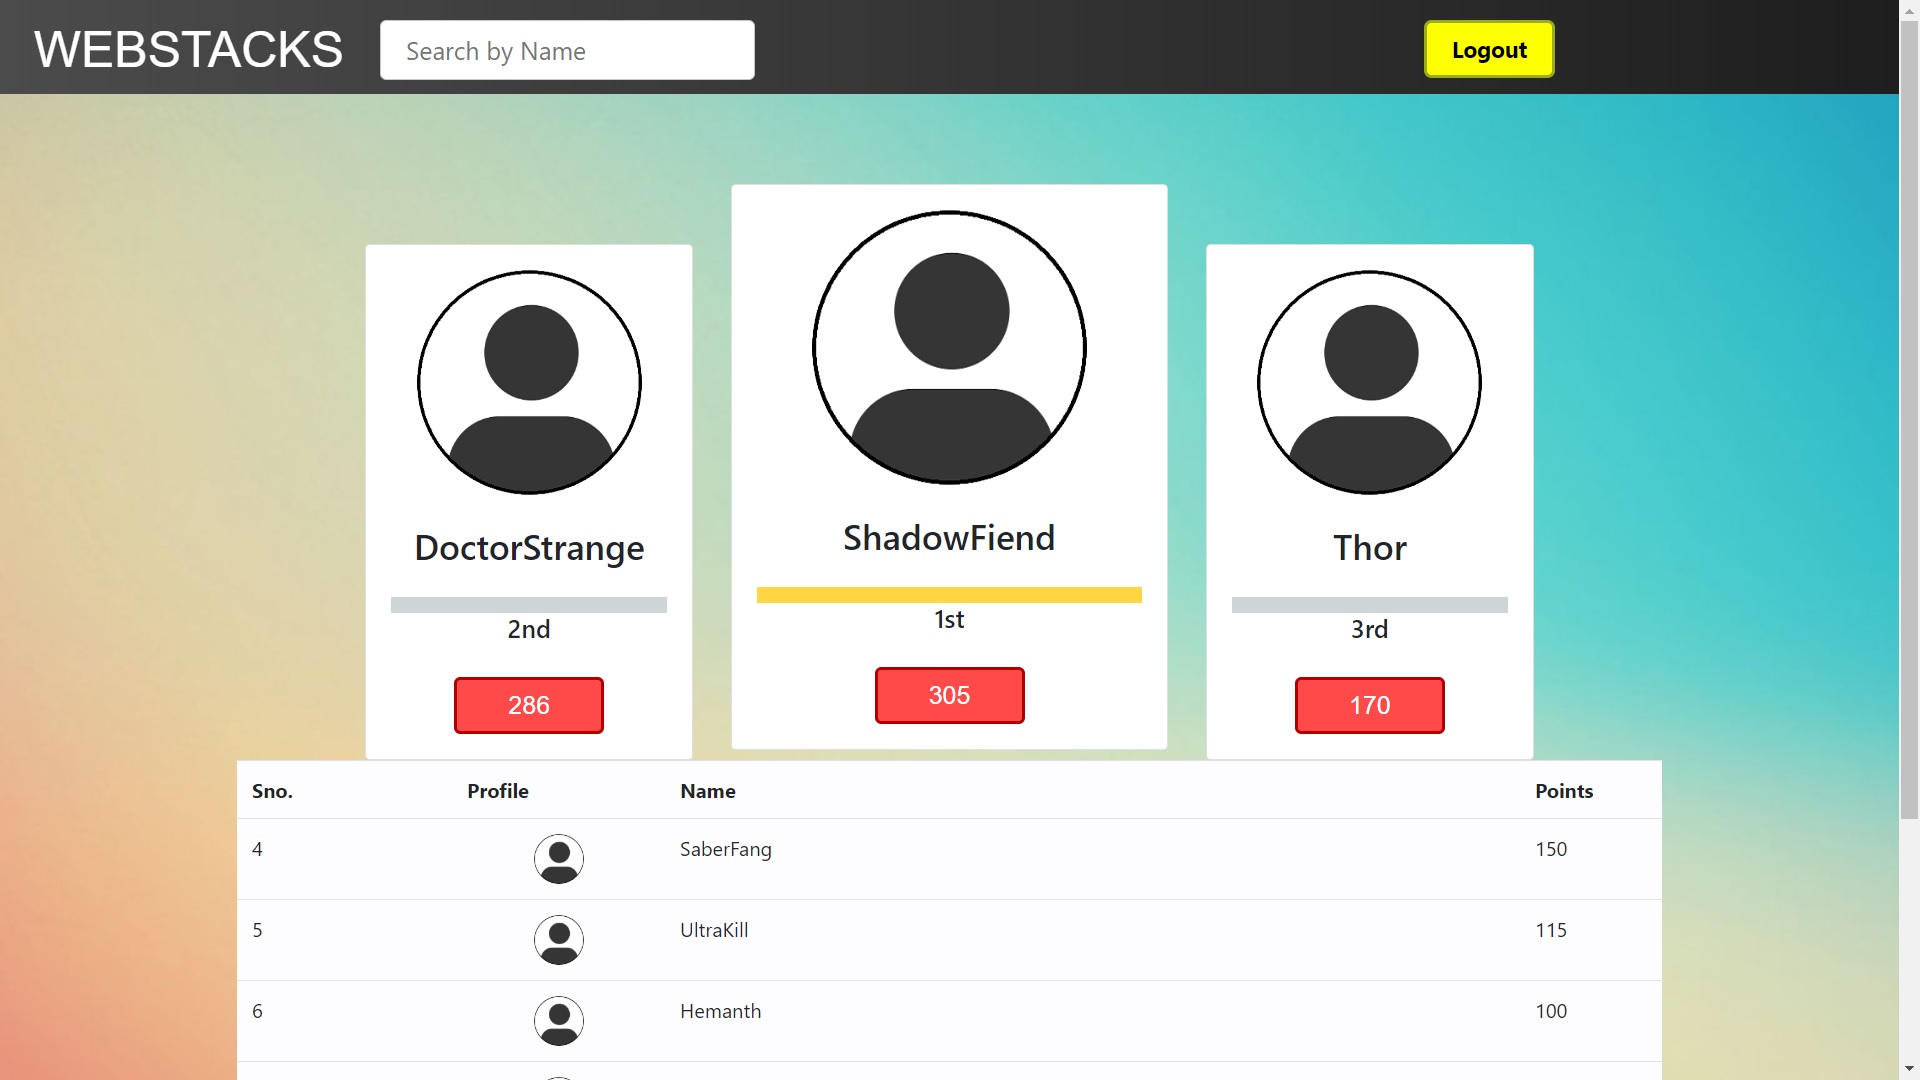 WEBSTACKS
Search by Name
Logout
DoctorStrange
2nd
286
ShadowFiend
1st
305
Thor
3rd
170
Sno. Profile Name Points
4 SaberFang 150
5 UltraKill 115
6 Hemanth 100